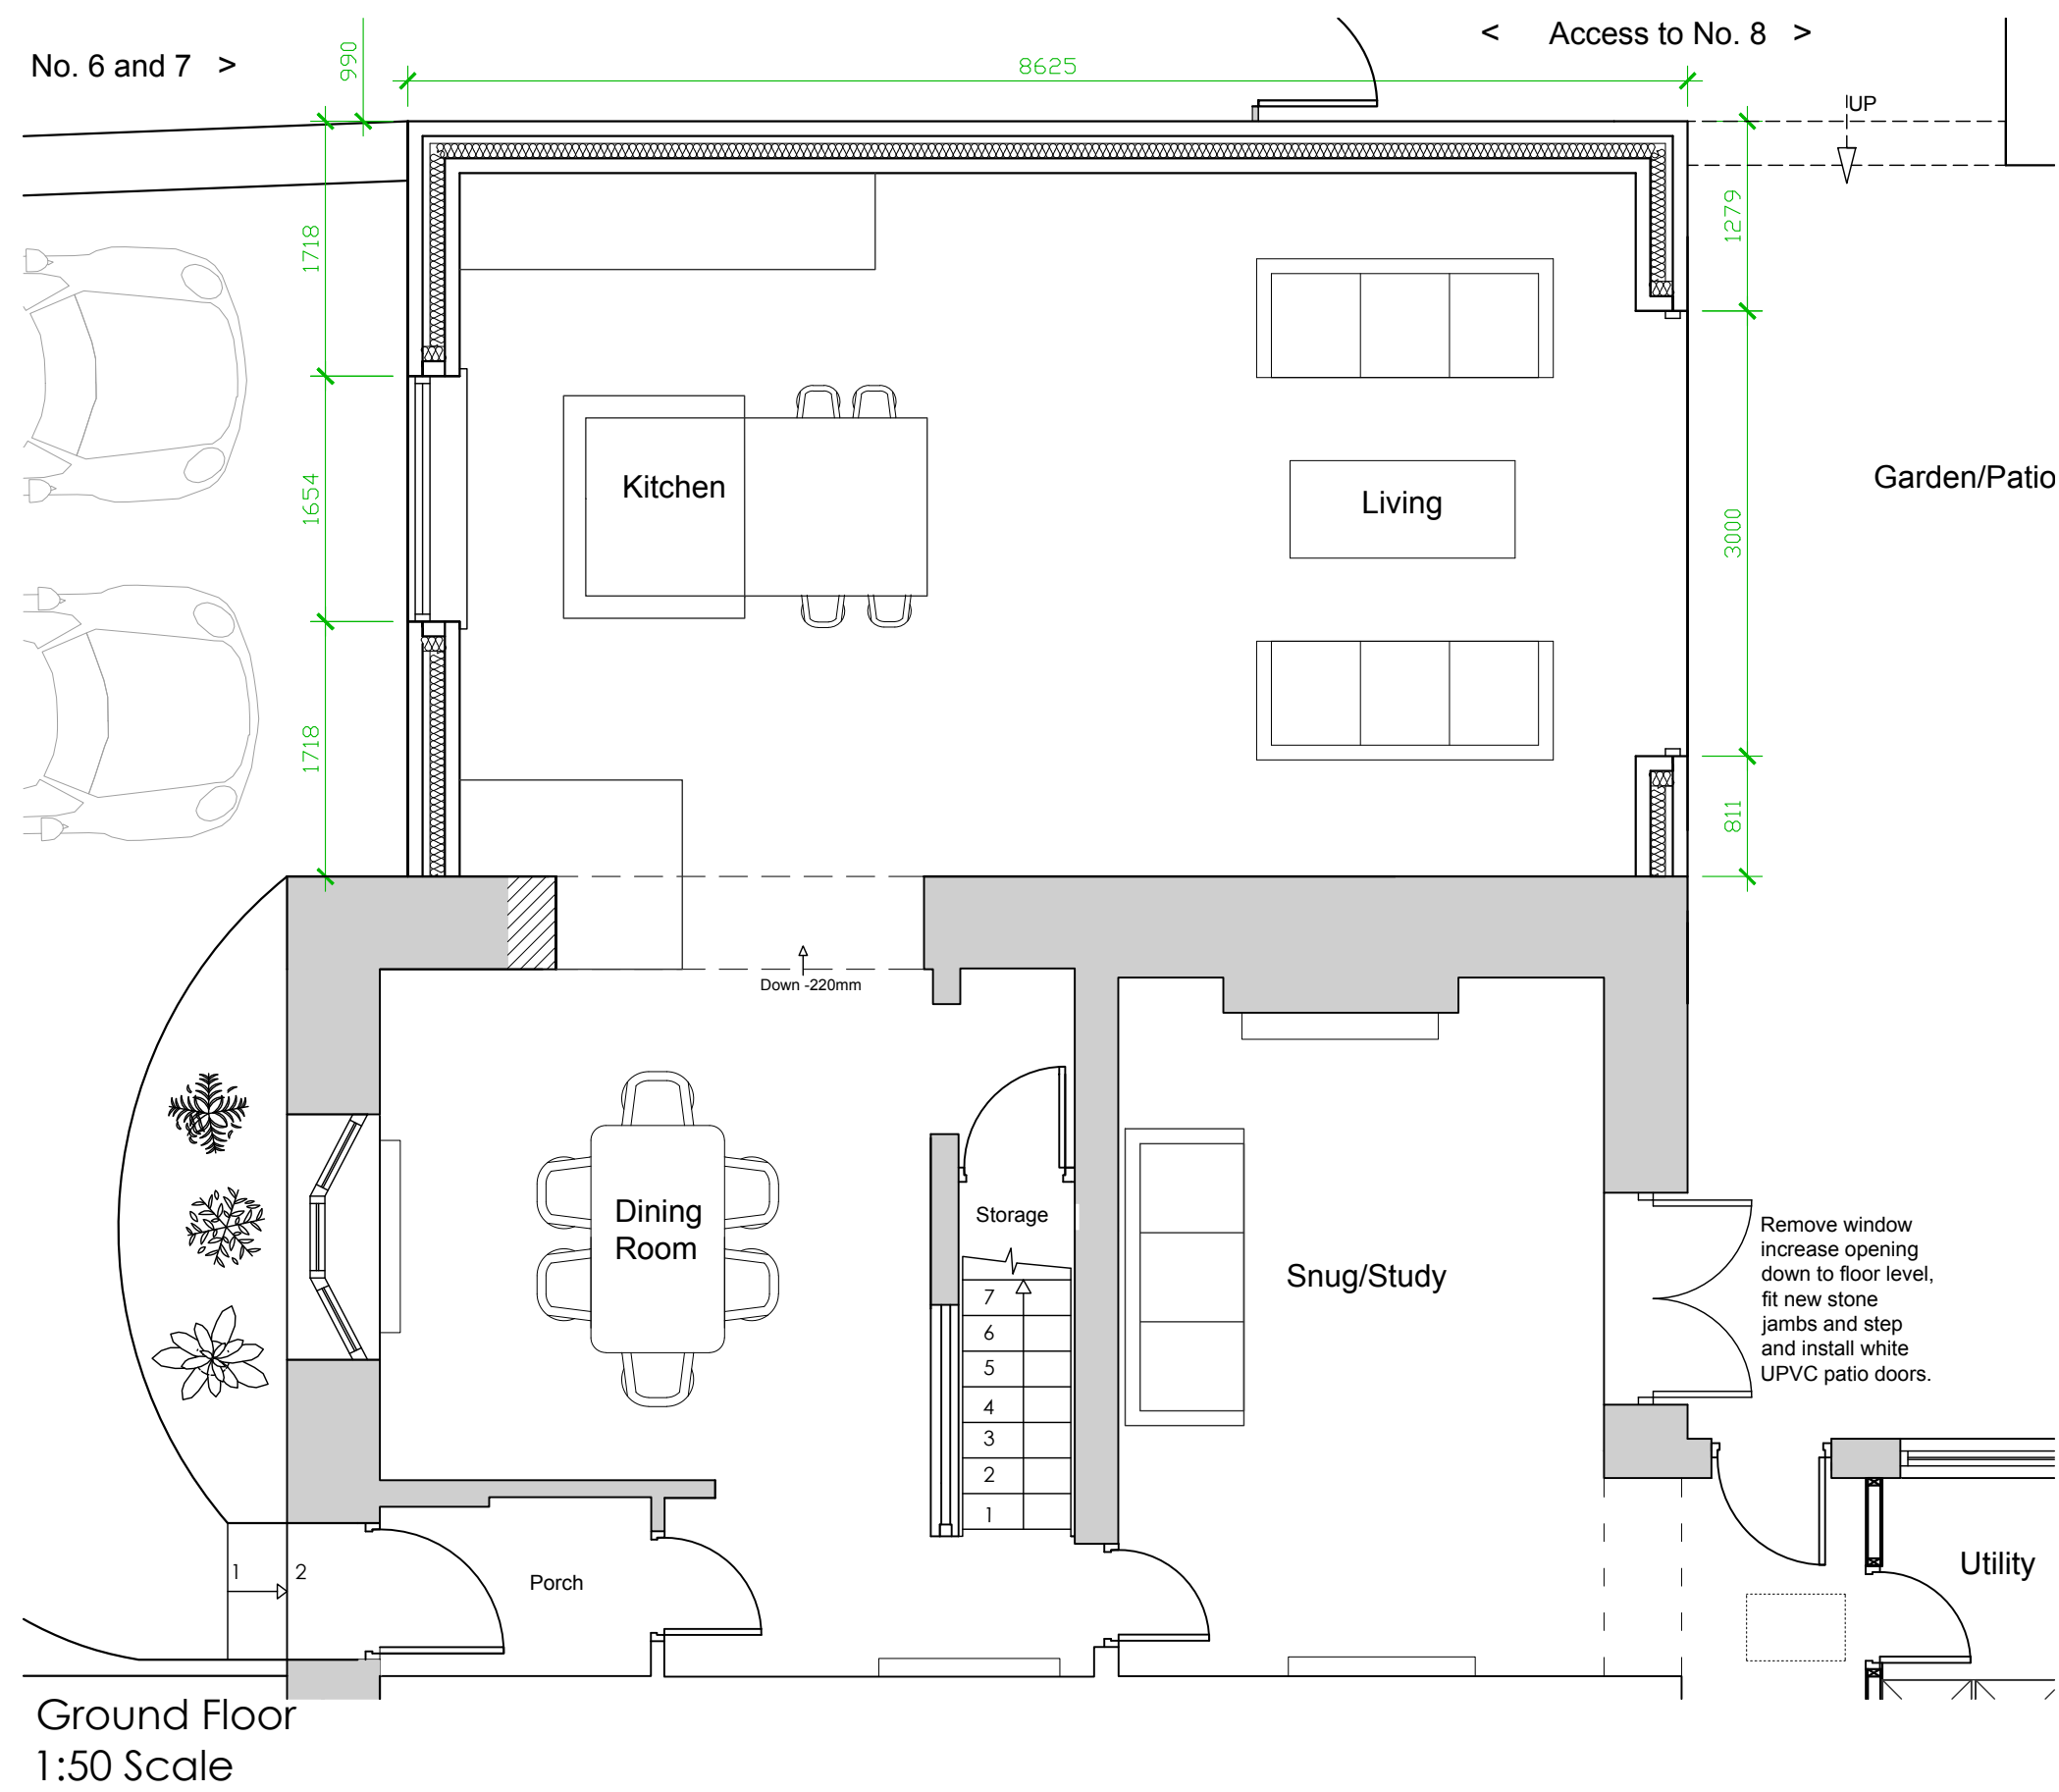 No. 6 and 7 >
990
8625
< Access to No. 8 >
UP
1718
1279
1654
Kitchen
Living
3000
Garden/Patio
1718
811
Down -220mm
Dining
Room
Storage
Snug/Study
Remove window
increase opening
down to floor level,
fit new stone
jambs and step
and install white
UPVC patio doors.
7
6
5
4
3
2
1
1
2
Porch
Utility
Ground Floor
1:50 Scale